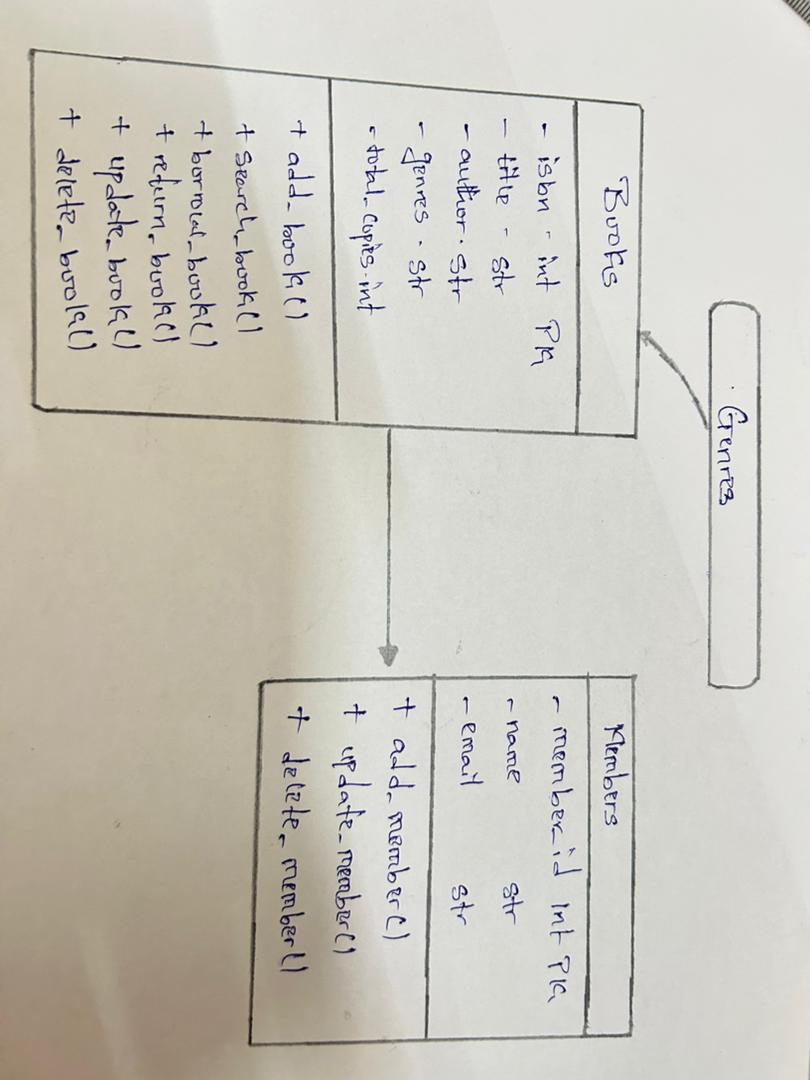 Genres
Books
- isbn - int PK
- title - str
- author . str
- genres . str
- total_copies . int
+ add_book()
+ search_book()
+ borrow_book()
+ return_book()
+ update_book()
+ delete_book()
Members
- member_id int PK
- name str
- email str
+ add_member()
+ update_member()
+ delete_member()